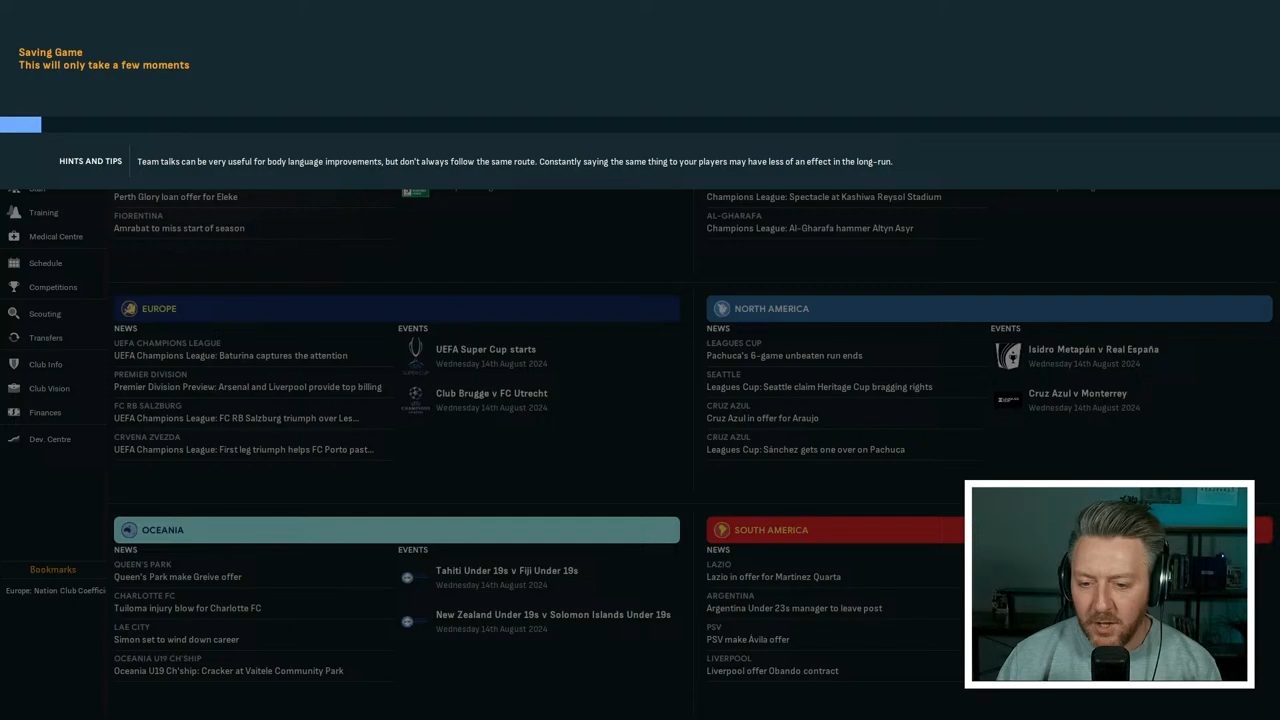 Saving Game
This will only take a few moments
HINTS AND TIPS
Team talks can be very useful for body language improvements, but don't always follow the same route. Constantly saying the same thing to your players may have less of an effect in the long-run.
Training
Medical Centre
Schedule
Competitions
Scouting
Transfers
Club Info
Club Vision
Finances
Dev. Centre
Bookmarks
Europe: Nation Club Coeffici
Perth Glory loan offer for Eleke
FIORENTINA
Amrabat to miss start of season
Champions League: Spectacle at Kashiwa Reysol Stadium
AL-GHARAFA
Champions League: Al-Gharafa hammer Altyn Asyr
EUROPE
NEWS
UEFA CHAMPIONS LEAGUE
UEFA Champions League: Baturina captures the attention
PREMIER DIVISION
Premier Division Preview: Arsenal and Liverpool provide top billing
FC RB SALZBURG
UEFA Champions League: FC RB Salzburg triumph over Les...
CRVENA ZVEZDA
UEFA Champions League: First leg triumph helps FC Porto past...
EVENTS
UEFA Super Cup starts
Wednesday 14th August 2024
Club Brugge v FC Utrecht
Wednesday 14th August 2024
NORTH AMERICA
NEWS
LEAGUES CUP
Pachuca's 6-game unbeaten run ends
SEATTLE
Leagues Cup: Seattle claim Heritage Cup bragging rights
CRUZ AZUL
Cruz Azul in offer for Araujo
CRUZ AZUL
Leagues Cup: Sánchez gets one over on Pachuca
EVENTS
Isidro Metapán v Real España
Wednesday 14th August 2024
Cruz Azul v Monterrey
Wednesday 14th August 2024
OCEANIA
NEWS
QUEEN'S PARK
Queen's Park make Greive offer
CHARLOTTE FC
Tuiloma injury blow for Charlotte FC
LAE CITY
Simon set to wind down career
OCEANIA U19 CH'SHIP
Oceania U19 Ch'ship: Cracker at Vaitele Community Park
EVENTS
Tahiti Under 19s v Fiji Under 19s
Wednesday 14th August 2024
New Zealand Under 19s v Solomon Islands Under 19s
Wednesday 14th August 2024
SOUTH AMERICA
NEWS
LAZIO
Lazio in offer for Martínez Quarta
ARGENTINA
Argentina Under 23s manager to leave post
PSV
PSV make Ávila offer
LIVERPOOL
Liverpool offer Obando contract